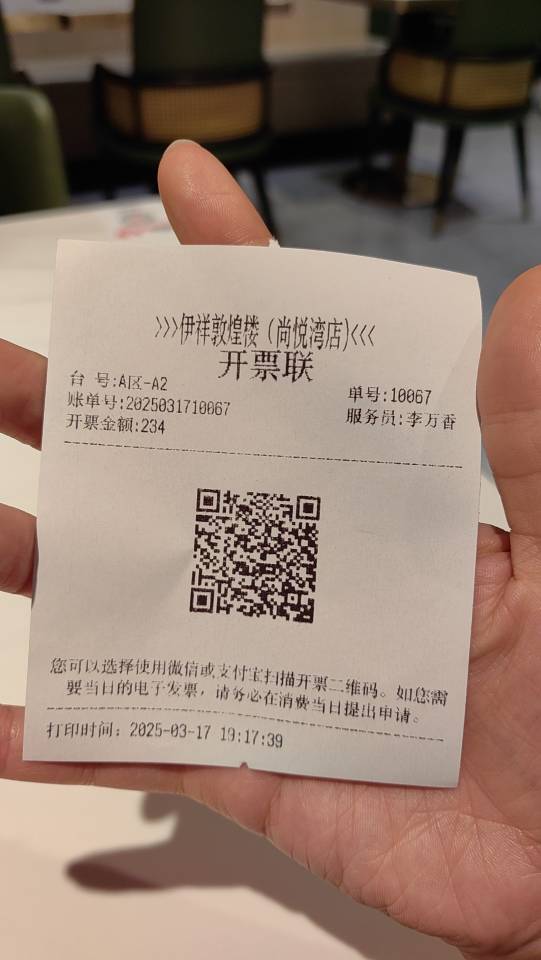 >>>伊祥敦煌楼(尚悦湾店)<<<
开票联
台 号:A区-A2
单号:10067
账单号:2025031710067
服务员:李万香
开票金额:234
您可以选择使用微信或支付宝扫描开票二维码。如您需
要当日的电子发票，请务必在消费当日提出申请。
打印时间：2025-03-17 19:17:39